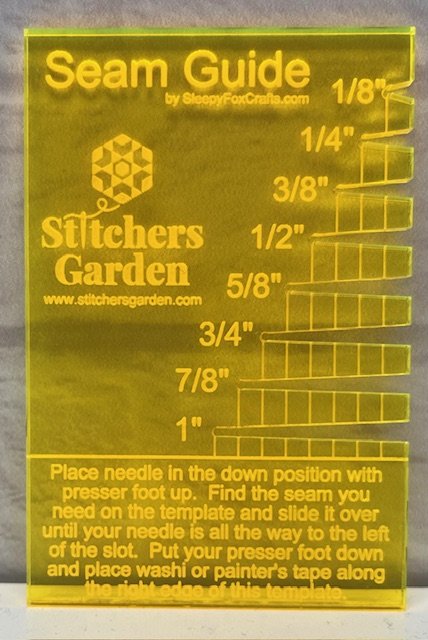 Seam Guide
by SleepyFoxCrafts.com
1/8"
1/4"
3/8"
1/2"
5/8"
3/4"
7/8"
1"
Stitchers
Garden
www.stitchersgarden.com
Place needle in the down position with
presser foot up.  Find the seam you
need on the template and slide it over
until your needle is all the way to the left
of the slot.  Put your presser foot down
and place washi or painter's tape along
the right edge of this template.